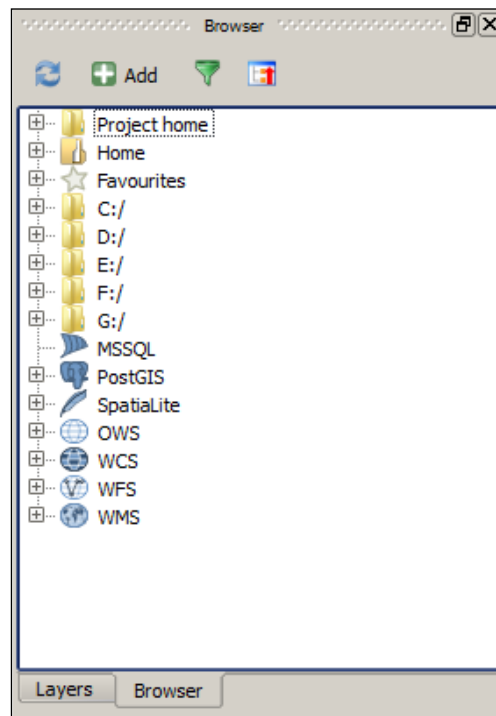 Browser
Add
Project home
Home
Favourites
C:/
D:/
E:/
F:/
G:/
MSSQL
PostGIS
SpatiaLite
OWS
WCS
WFS
WMS
Layers Browser